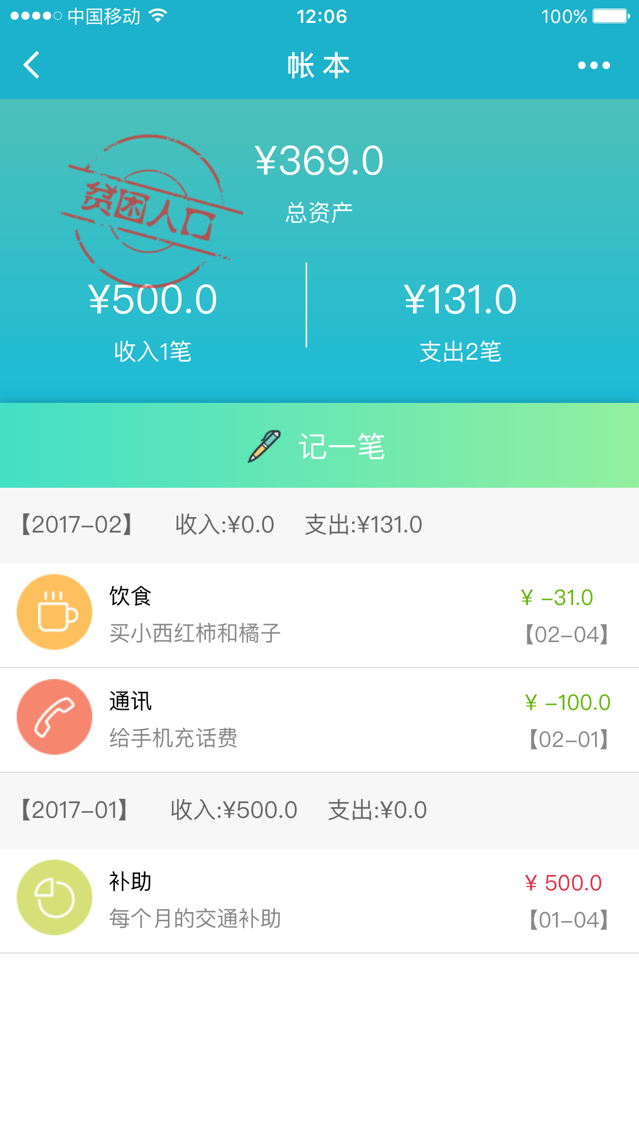 中国移动 12:06 100%
帐 本
¥369.0
总资产
贫困人口
¥500.0 ¥131.0
收入1笔 支出2笔
记一笔
【2017-02】 收入:¥0.0 支出:¥131.0
饮食 ¥ -31.0
买小西红柿和橘子 【02-04】
通讯 ¥ -100.0
给手机充话费 【02-01】
【2017-01】 收入:¥500.0 支出:¥0.0
补助 ¥ 500.0
每个月的交通补助 【01-04】